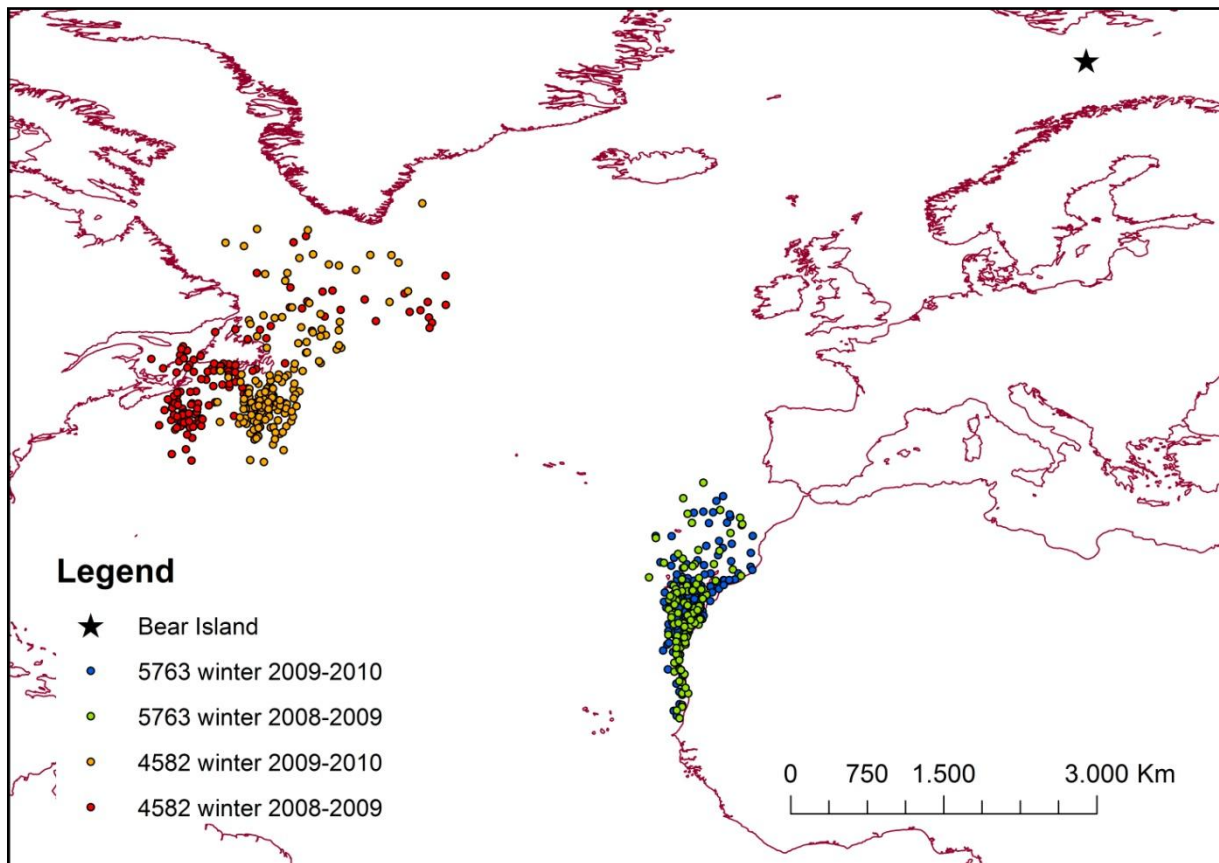 Legend
Bear Island
5763 winter 2009-2010
5763 winter 2008-2009
4582 winter 2009-2010
4582 winter 2008-2009
0 750 1.500 3.000 Km